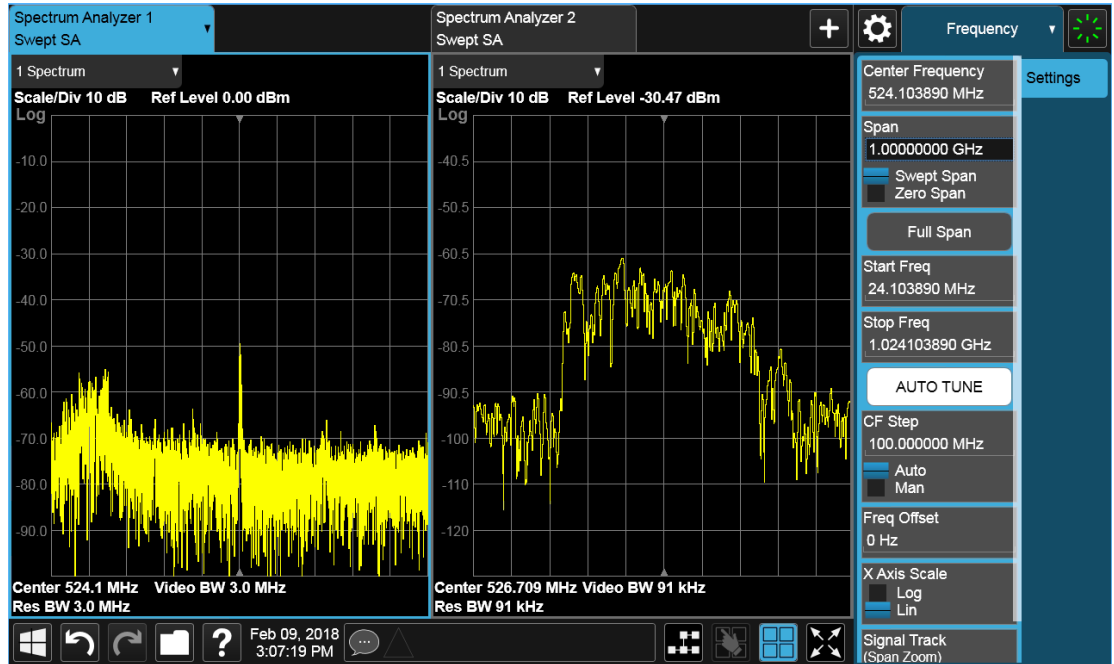 Spectrum Analyzer 1
Swept SA
Spectrum Analyzer 2
Swept SA
Frequency
1 Spectrum
Scale/Div 10 dB Ref Level 0.00 dBm
Log
-10.0
-20.0
-30.0
-40.0
-50.0
-60.0
-70.0
-80.0
-90.0
Center 524.1 MHz Video BW 3.0 MHz
Res BW 3.0 MHz
1 Spectrum
Scale/Div 10 dB Ref Level -30.47 dBm
Log
-40.5
-50.5
-60.5
-70.5
-80.5
-90.5
-100
-110
-120
Center 526.709 MHz Video BW 91 kHz
Res BW 91 kHz
Center Frequency
524.103890 MHz
Settings
Span
1.00000000 GHz
Swept Span
Zero Span
Full Span
Start Freq
24.103890 MHz
Stop Freq
1.024103890 GHz
AUTO TUNE
CF Step
100.000000 MHz
Auto
Man
Freq Offset
0 Hz
X Axis Scale
Log
Lin
Signal Track
(Span Zoom)
?
Feb 09, 2018
3:07:19 PM